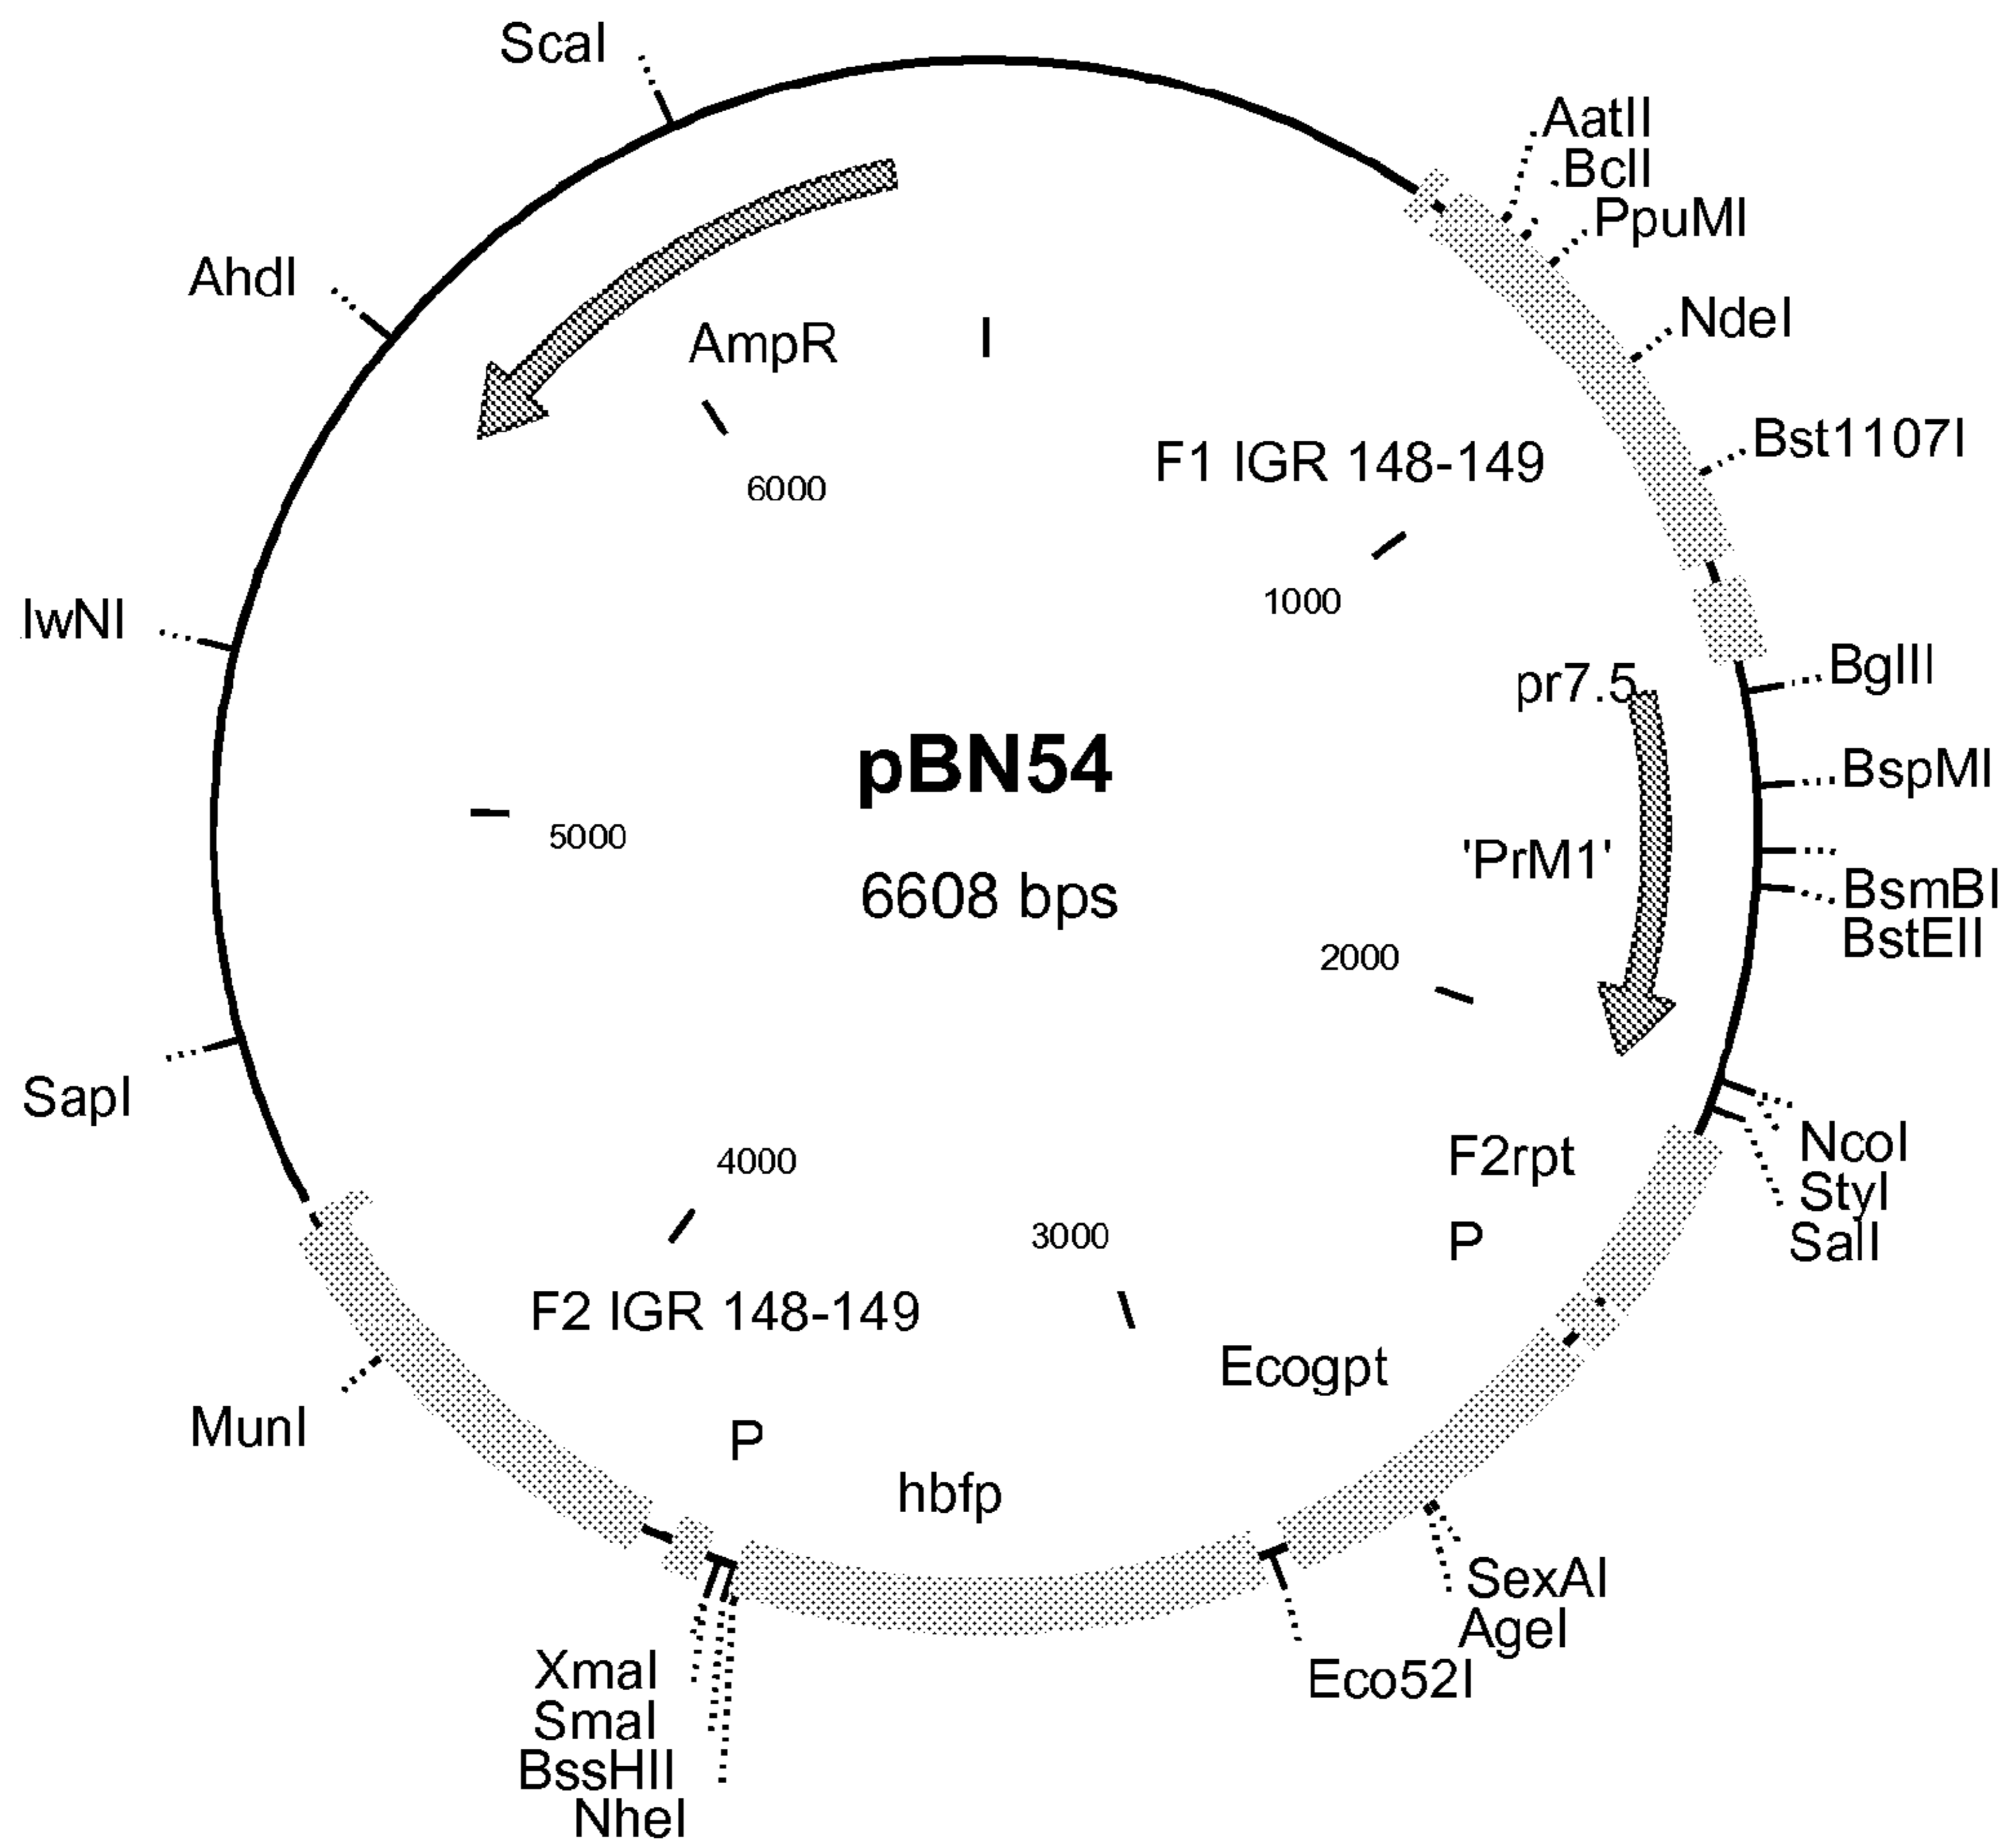 ScaI
AatII
BclI
PpuMI
AhdI
NdeI
AmpR
Bst1107I
F1 IGR 148-149
6000
1000
lwNI
BglII
pr7.5
pBN54
BspMI
5000
'PrM1'
6608 bps
BsmBI
BstEII
2000
SapI
NcoI
F2rpt
4000
StyI
3000
P
SalI
F2 IGR 148-149
Ecogpt
MunI
P
hbfp
SexAI
AgeI
XmaI
Eco52I
SmaI
BssHII
NheI